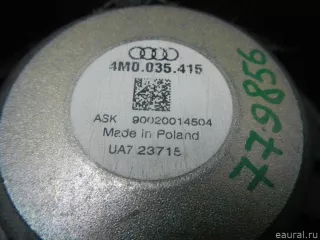 4M0.035.415
ASK 90020014504
Made in Poland
UA7 23715
779856
eaural.ru